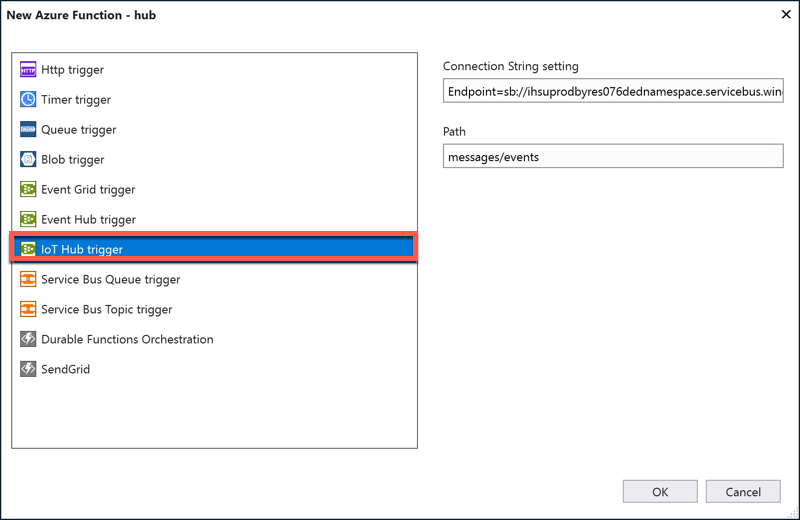 New Azure Function - hub
Http trigger
Timer trigger
Queue trigger
Blob trigger
Event Grid trigger
Event Hub trigger
IoT Hub trigger
Service Bus Queue trigger
Service Bus Topic trigger
Durable Functions Orchestration
SendGrid
Connection String setting
Endpoint=sb://ihsuprodbyres076dednamespace.servicebus.win
Path
messages/events
OK
Cancel